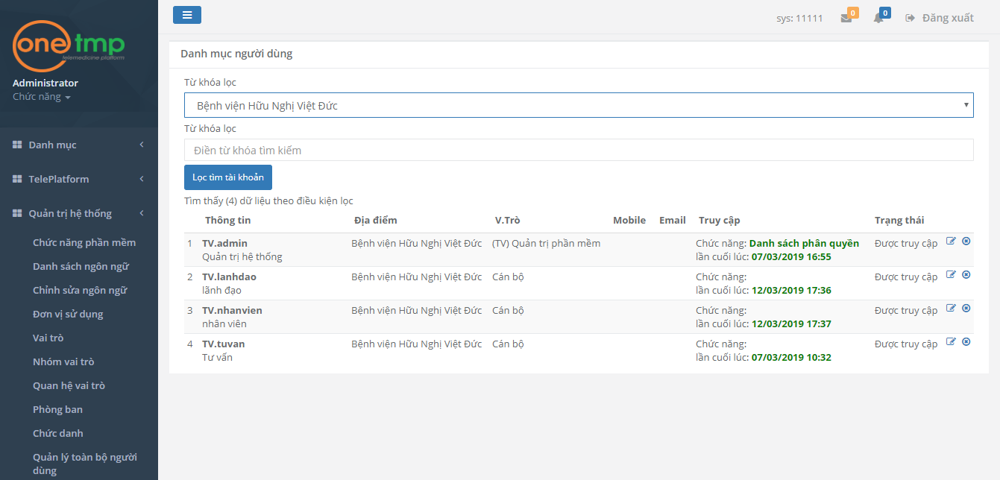 one tmp
telemedicine platform
Administrator
Chức năng
Danh mục
TelePlatform
Quản trị hệ thống
Chức năng phần mềm
Danh sách ngôn ngữ
Chỉnh sửa ngôn ngữ
Đơn vị sử dụng
Vai trò
Nhóm vai trò
Quan hệ vai trò
Phòng ban
Chức danh
Quản lý toàn bộ người
dùng
sys: 11111 0 0 Đăng xuất
Danh mục người dùng
Từ khóa lọc
Bệnh viện Hữu Nghị Việt Đức
Từ khóa lọc
Điền từ khóa tìm kiếm
Lọc tìm tài khoản
Tìm thấy (4) dữ liệu theo điều kiện lọc
Thông tin Địa điểm V.Trò Mobile Email Truy cập Trạng thái
1 TV.admin Bệnh viện Hữu Nghị Việt Đức (TV) Quản trị phần mềm Chức năng: Danh sách phân quyền Được truy cập
Quản trị hệ thống lần cuối lúc: 07/03/2019 16:55
2 TV.lanhdao Bệnh viện Hữu Nghị Việt Đức Cán bộ Chức năng: Được truy cập
lãnh đạo lần cuối lúc: 12/03/2019 17:36
3 TV.nhanvien Bệnh viện Hữu Nghị Việt Đức Cán bộ Chức năng: Được truy cập
nhân viên lần cuối lúc: 12/03/2019 17:37
4 TV.tuvan Bệnh viện Hữu Nghị Việt Đức Cán bộ Chức năng: Được truy cập
Tư vấn lần cuối lúc: 07/03/2019 10:32